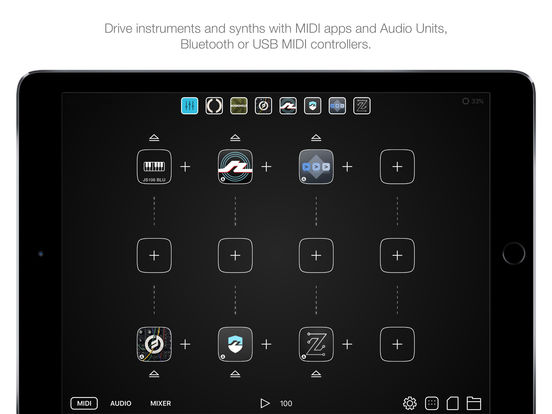 Drive instruments and synths with MIDI apps and Audio Units,
Bluetooth or USB MIDI controllers.
33%
JS106 BLU
MIDI AUDIO MIXER 100